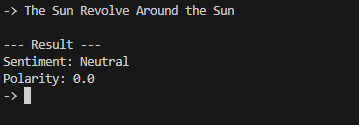 -> The Sun Revolve Around the Sun
--- Result ---
Sentiment: Neutral
Polarity: 0.0
->